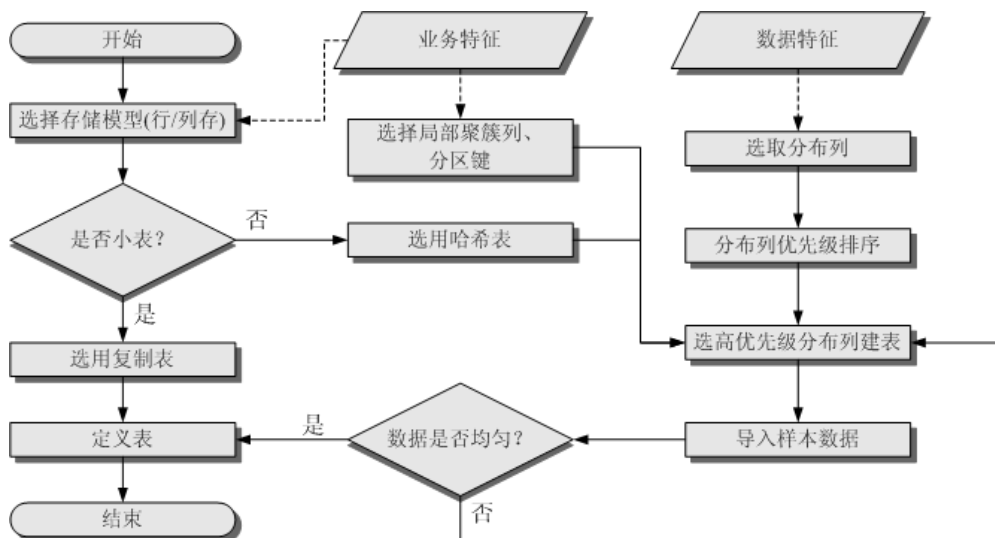 开始
业务特征
数据特征
选择存储模型(行/列存)
选择局部聚簇列、
分区键
选取分布列
是否小表？
否
选用哈希表
分布列优先级排序
是
选用复制表
选高优先级分布列建表
定义表
是
数据是否均匀？
导入样本数据
否
结束